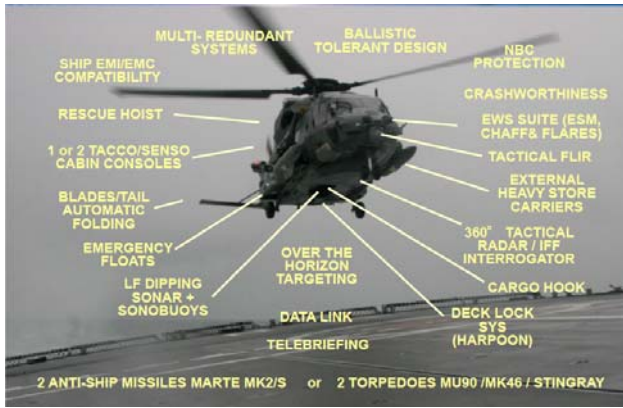 MULTI- REDUNDANT
SYSTEMS
BALLISTIC
TOLERANT DESIGN
NBC
PROTECTION
SHIP EMI/EMC
COMPATIBILITY
CRASHWORTHINESS
RESCUE HOIST
EWS SUITE (ESM,
CHAFF& FLARES)
1 or 2 TACCO/SENSO
CABIN CONSOLES
TACTICAL FLIR
EXTERNAL
HEAVY STORE
CARRIERS
BLADES/TAIL
AUTOMATIC
FOLDING
360° TACTICAL
RADAR / IFF
INTERROGATOR
EMERGENCY
FLOATS
OVER THE
HORIZON
TARGETING
LF DIPPING
SONAR +
SONOBUOYS
CARGO HOOK
DATA LINK
DECK LOCK
SYS
(HARPOON)
TELEBRIEFING
2 ANTI-SHIP MISSILES MARTE MK2/S or 2 TORPEDOES MU90 /MK46 / STINGRAY